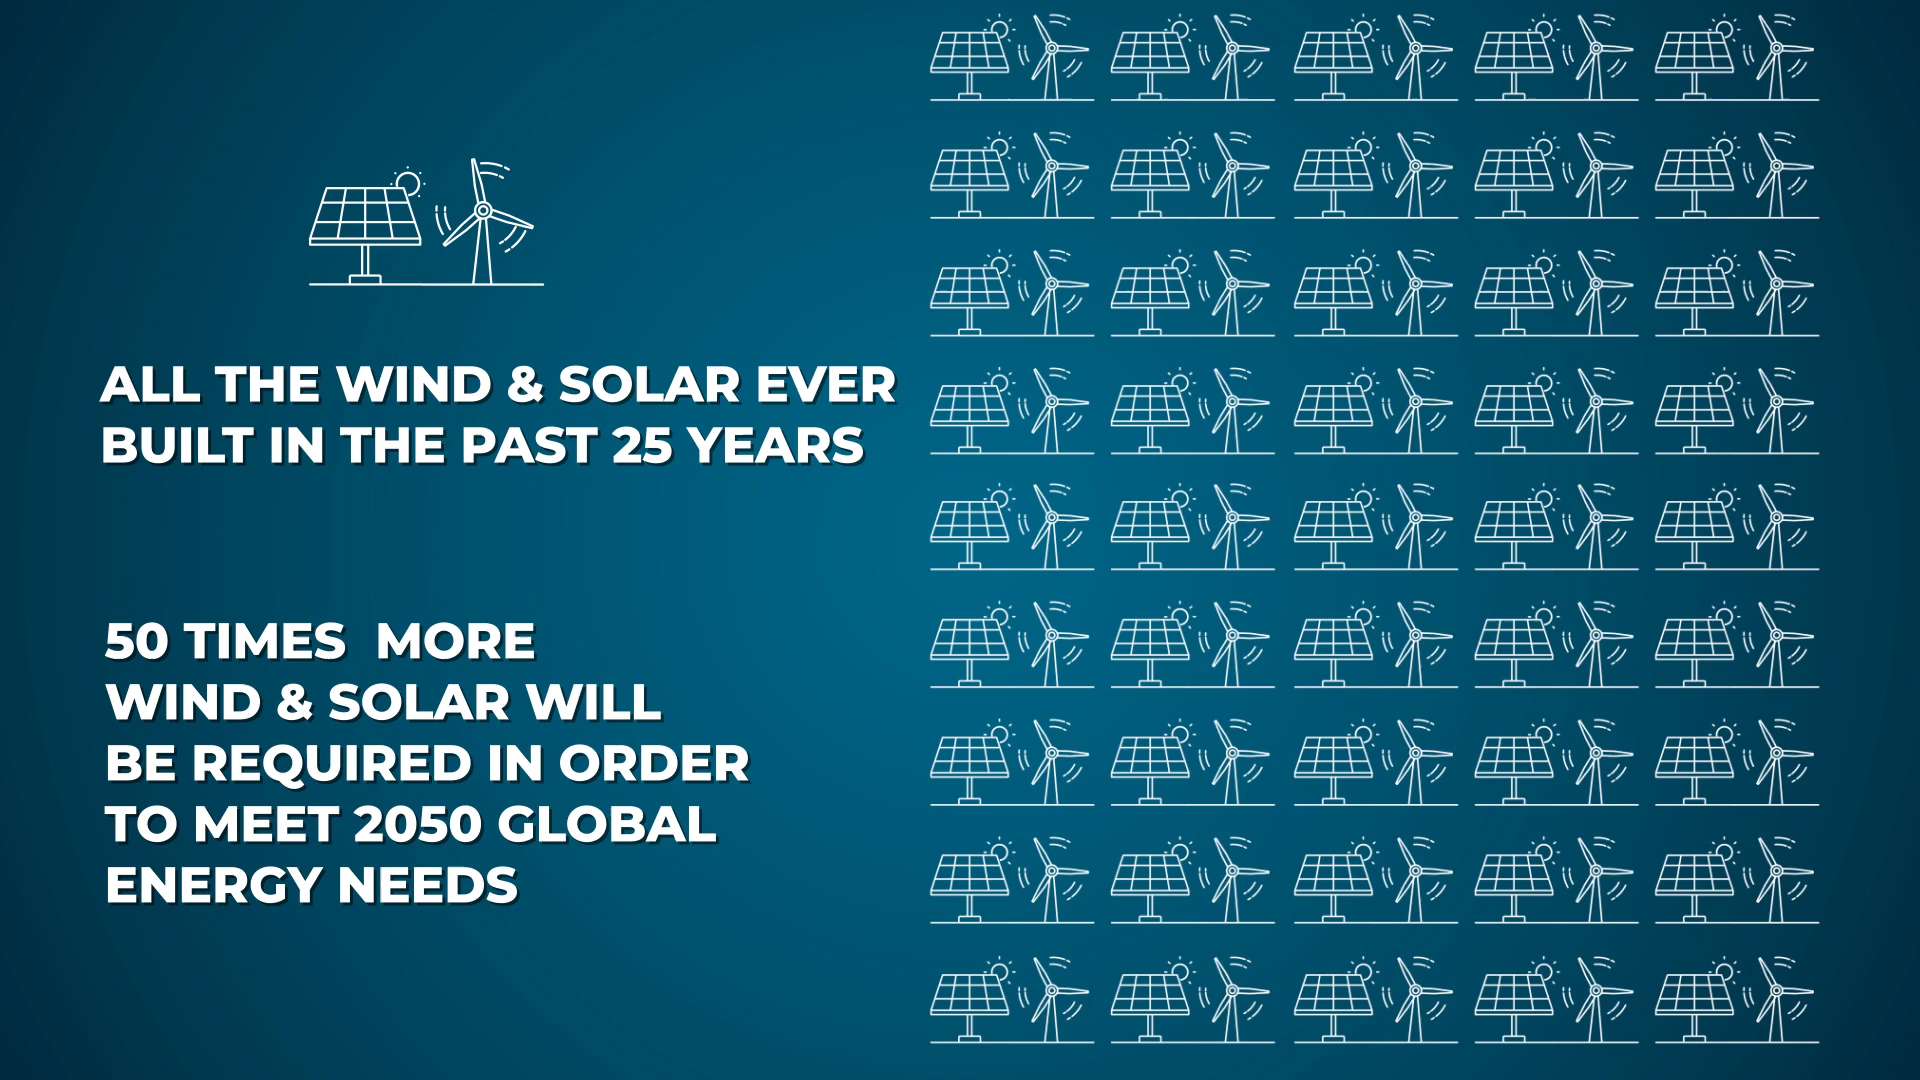 ALL THE WIND & SOLAR EVER
BUILT IN THE PAST 25 YEARS
50 TIMES  MORE
WIND & SOLAR WILL
BE REQUIRED IN ORDER
TO MEET 2050 GLOBAL
ENERGY NEEDS